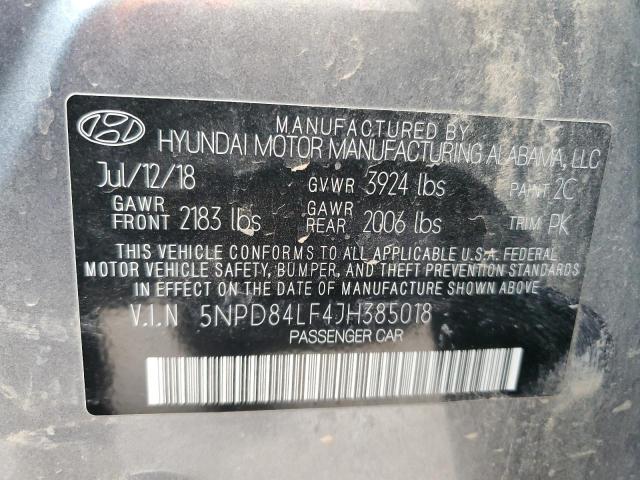 MANUFACTURED BY
HYUNDAI MOTOR MANUFACTURING ALABAMA, LLC
Jul/12/18 GVWR 3924 lbs PAINT 2C
GAWR FRONT 2183 lbs GAWR REAR 2006 lbs TRIM PK
THIS VEHICLE CONFORMS TO ALL APPLICABLE U.S.A. FEDERAL
MOTOR VEHICLE SAFETY, BUMPER, AND THEFT PREVENTION STANDARDS
IN EFFECT ON THE DATE OF MANUFACTURE SHOWN ABOVE.
V.I.N 5NPD84LF4JH385018
PASSENGER CAR